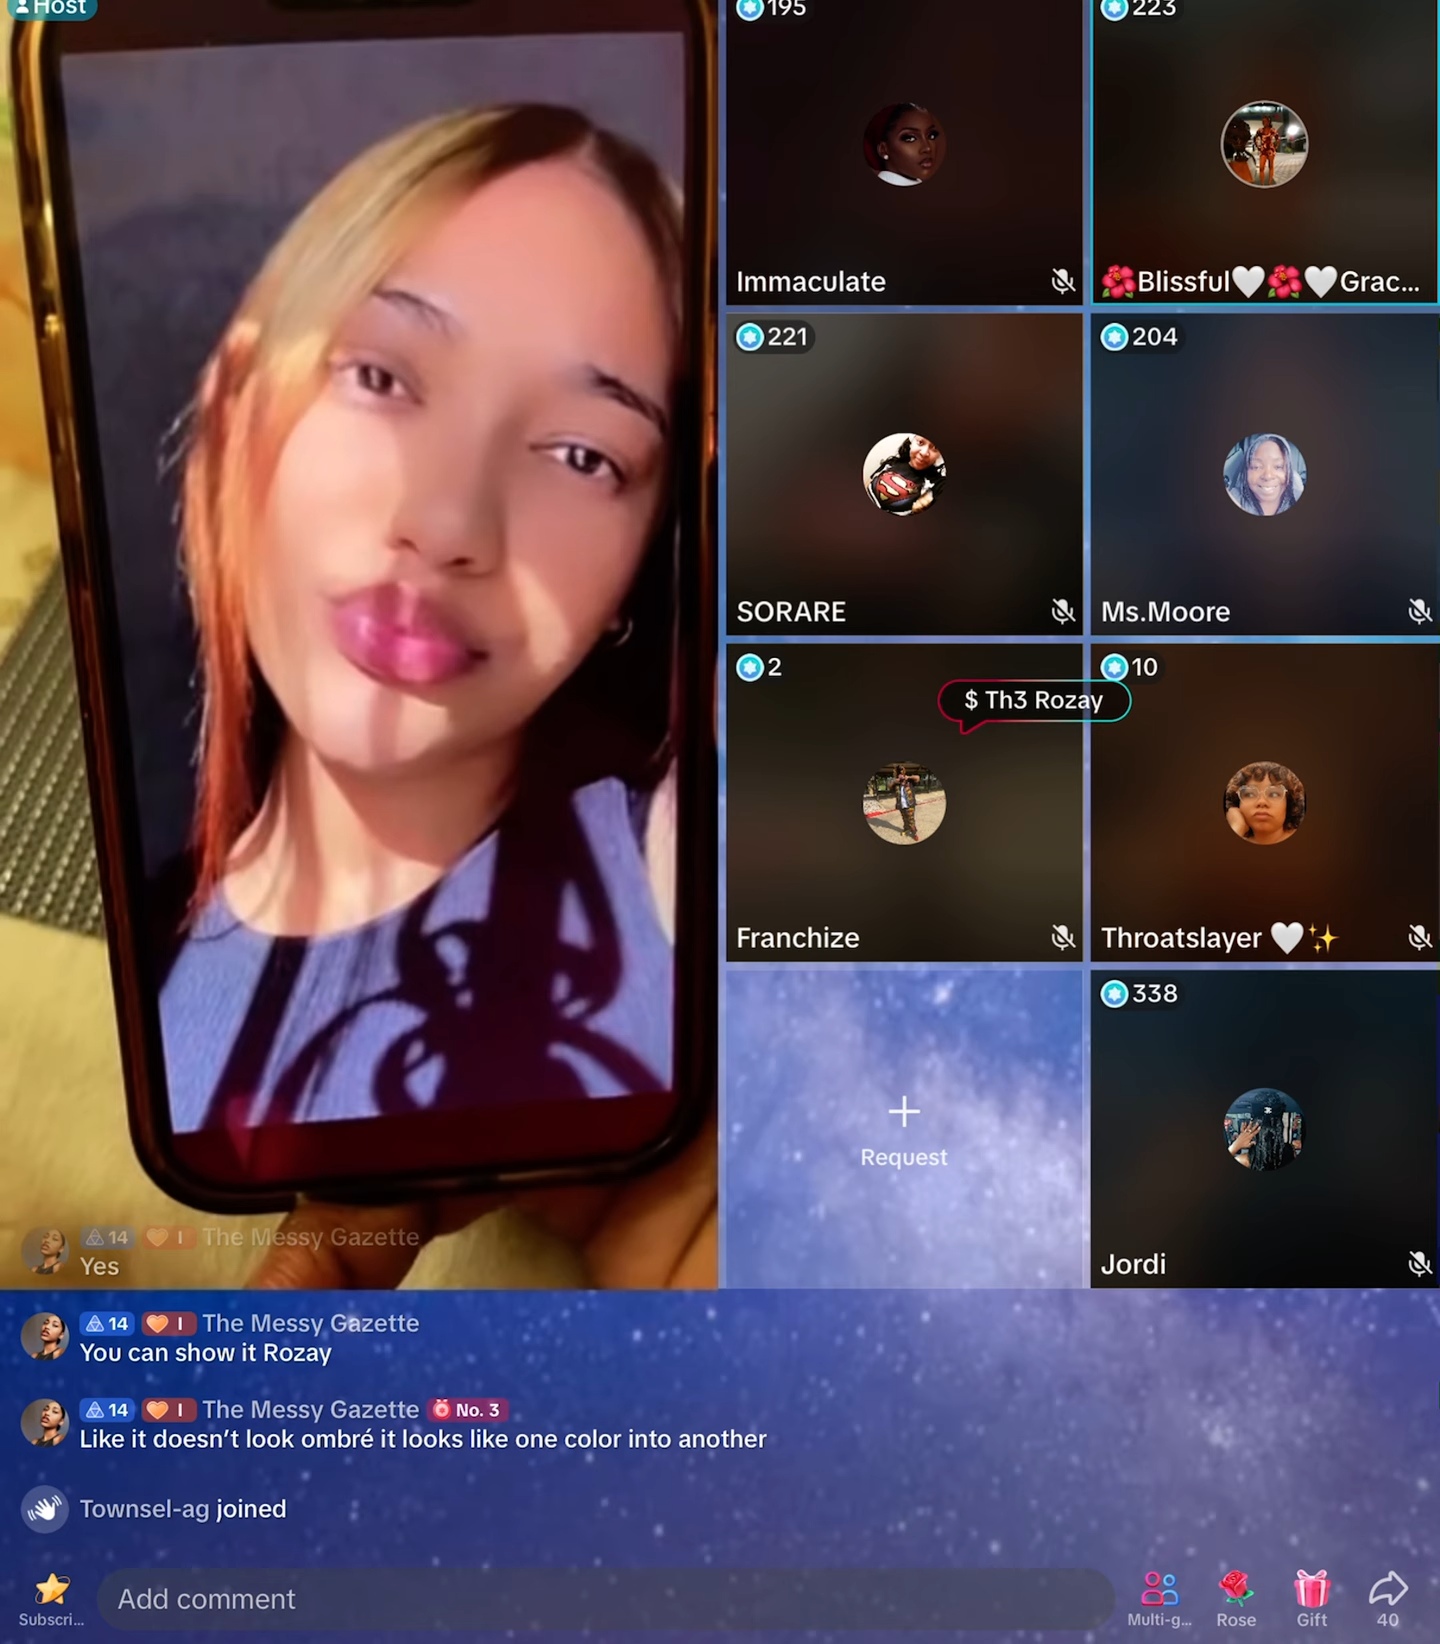 Host
195
223
Immaculate
🌺Blissful🤍🌺🤍Grac...
221
204
SORARE
Ms.Moore
2
10
$ Th3 Rozay
Franchize
Throatslayer 🤍✨
338
+
Request
Jordi
14 I The Messy Gazette
Yes
14 I The Messy Gazette
You can show it Rozay
14 I The Messy Gazette No. 3
Like it doesn’t look ombré it looks like one color into another
Townsel-ag joined
Add comment
Subscri...
Multi-g...
Rose
Gift
40